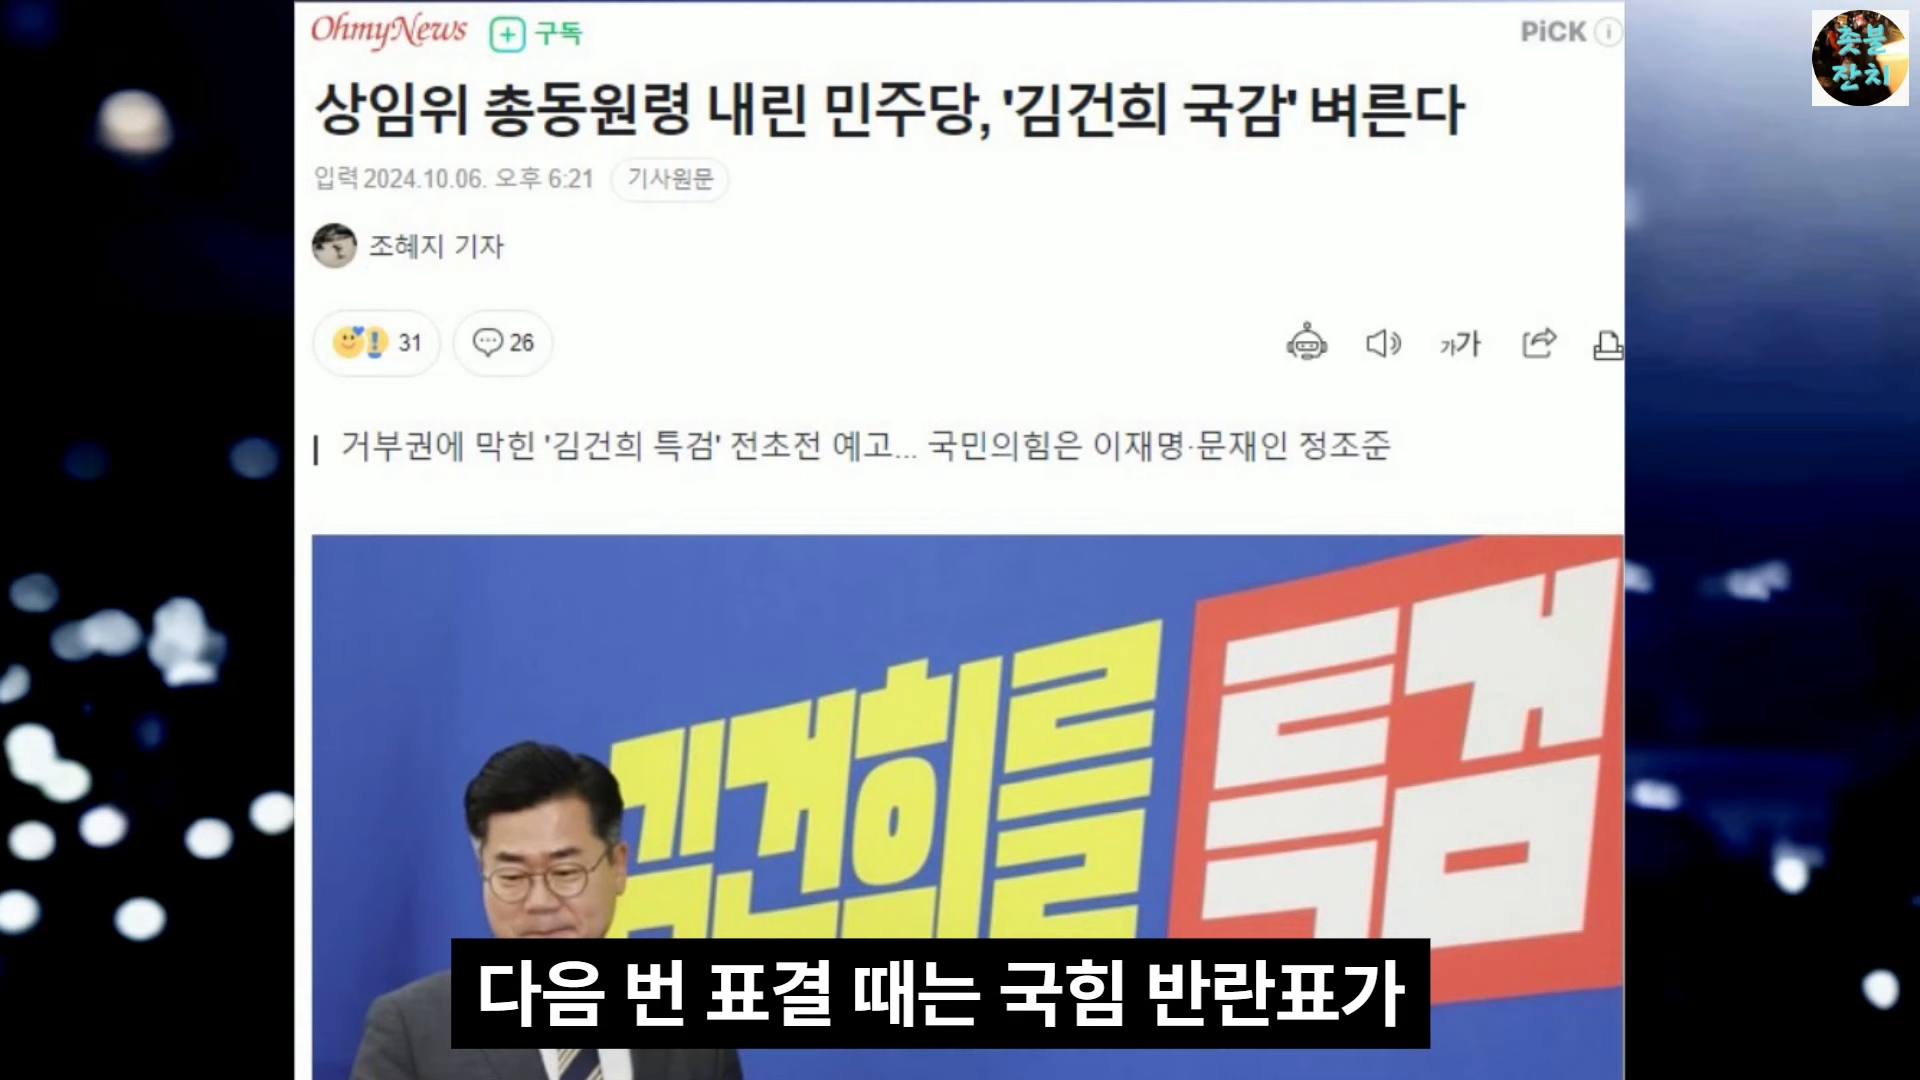 OhmyNews + 구독
PiCK i
촛불
잔치
상임위 총동원령 내린 민주당, '김건희 국감' 벼른다
입력 2024.10.06. 오후 6:21 기사원문
조혜지 기자
31 26
가가
거부권에 막힌 '김건희 특검' 전초전 예고... 국민의힘은 이재명·문재인 정조준
김건희를 특검
특검
다음 번 표결 때는 국힘 반란표가